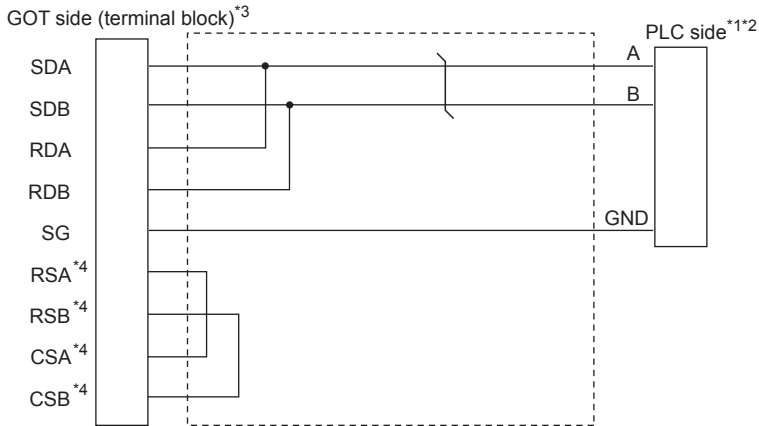 GOT side (terminal block)*3
PLC side*1*2
SDA
A
SDB
B
RDA
RDB
SG
GND
RSA*4
RSB*4
CSA*4
CSB*4